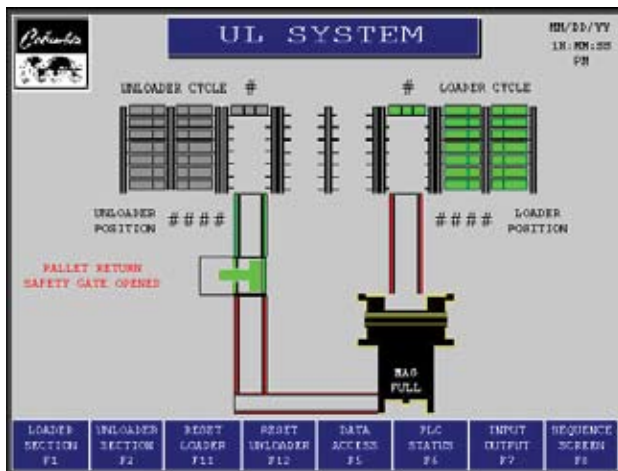 Columbia
UL SYSTEM
MM/DD/YY
1H:MM:SS
PM
UNLOADER CYCLE #
# LOADER CYCLE
UNLOADER
POSITION
####
####
LOADER
POSITION
PALLET RETURN
SAFETY GATE OPENED
MAG
FULL
LOADER
SECTION
F1
UNLOADER
SECTION
F2
RESET
LOADER
F11
RESET
UNLOADER
F12
DATA
ACCESS
F5
PLC
STATUS
F6
INPUT
OUTPUT
F7
SEQUENCE
SCREEN
F8